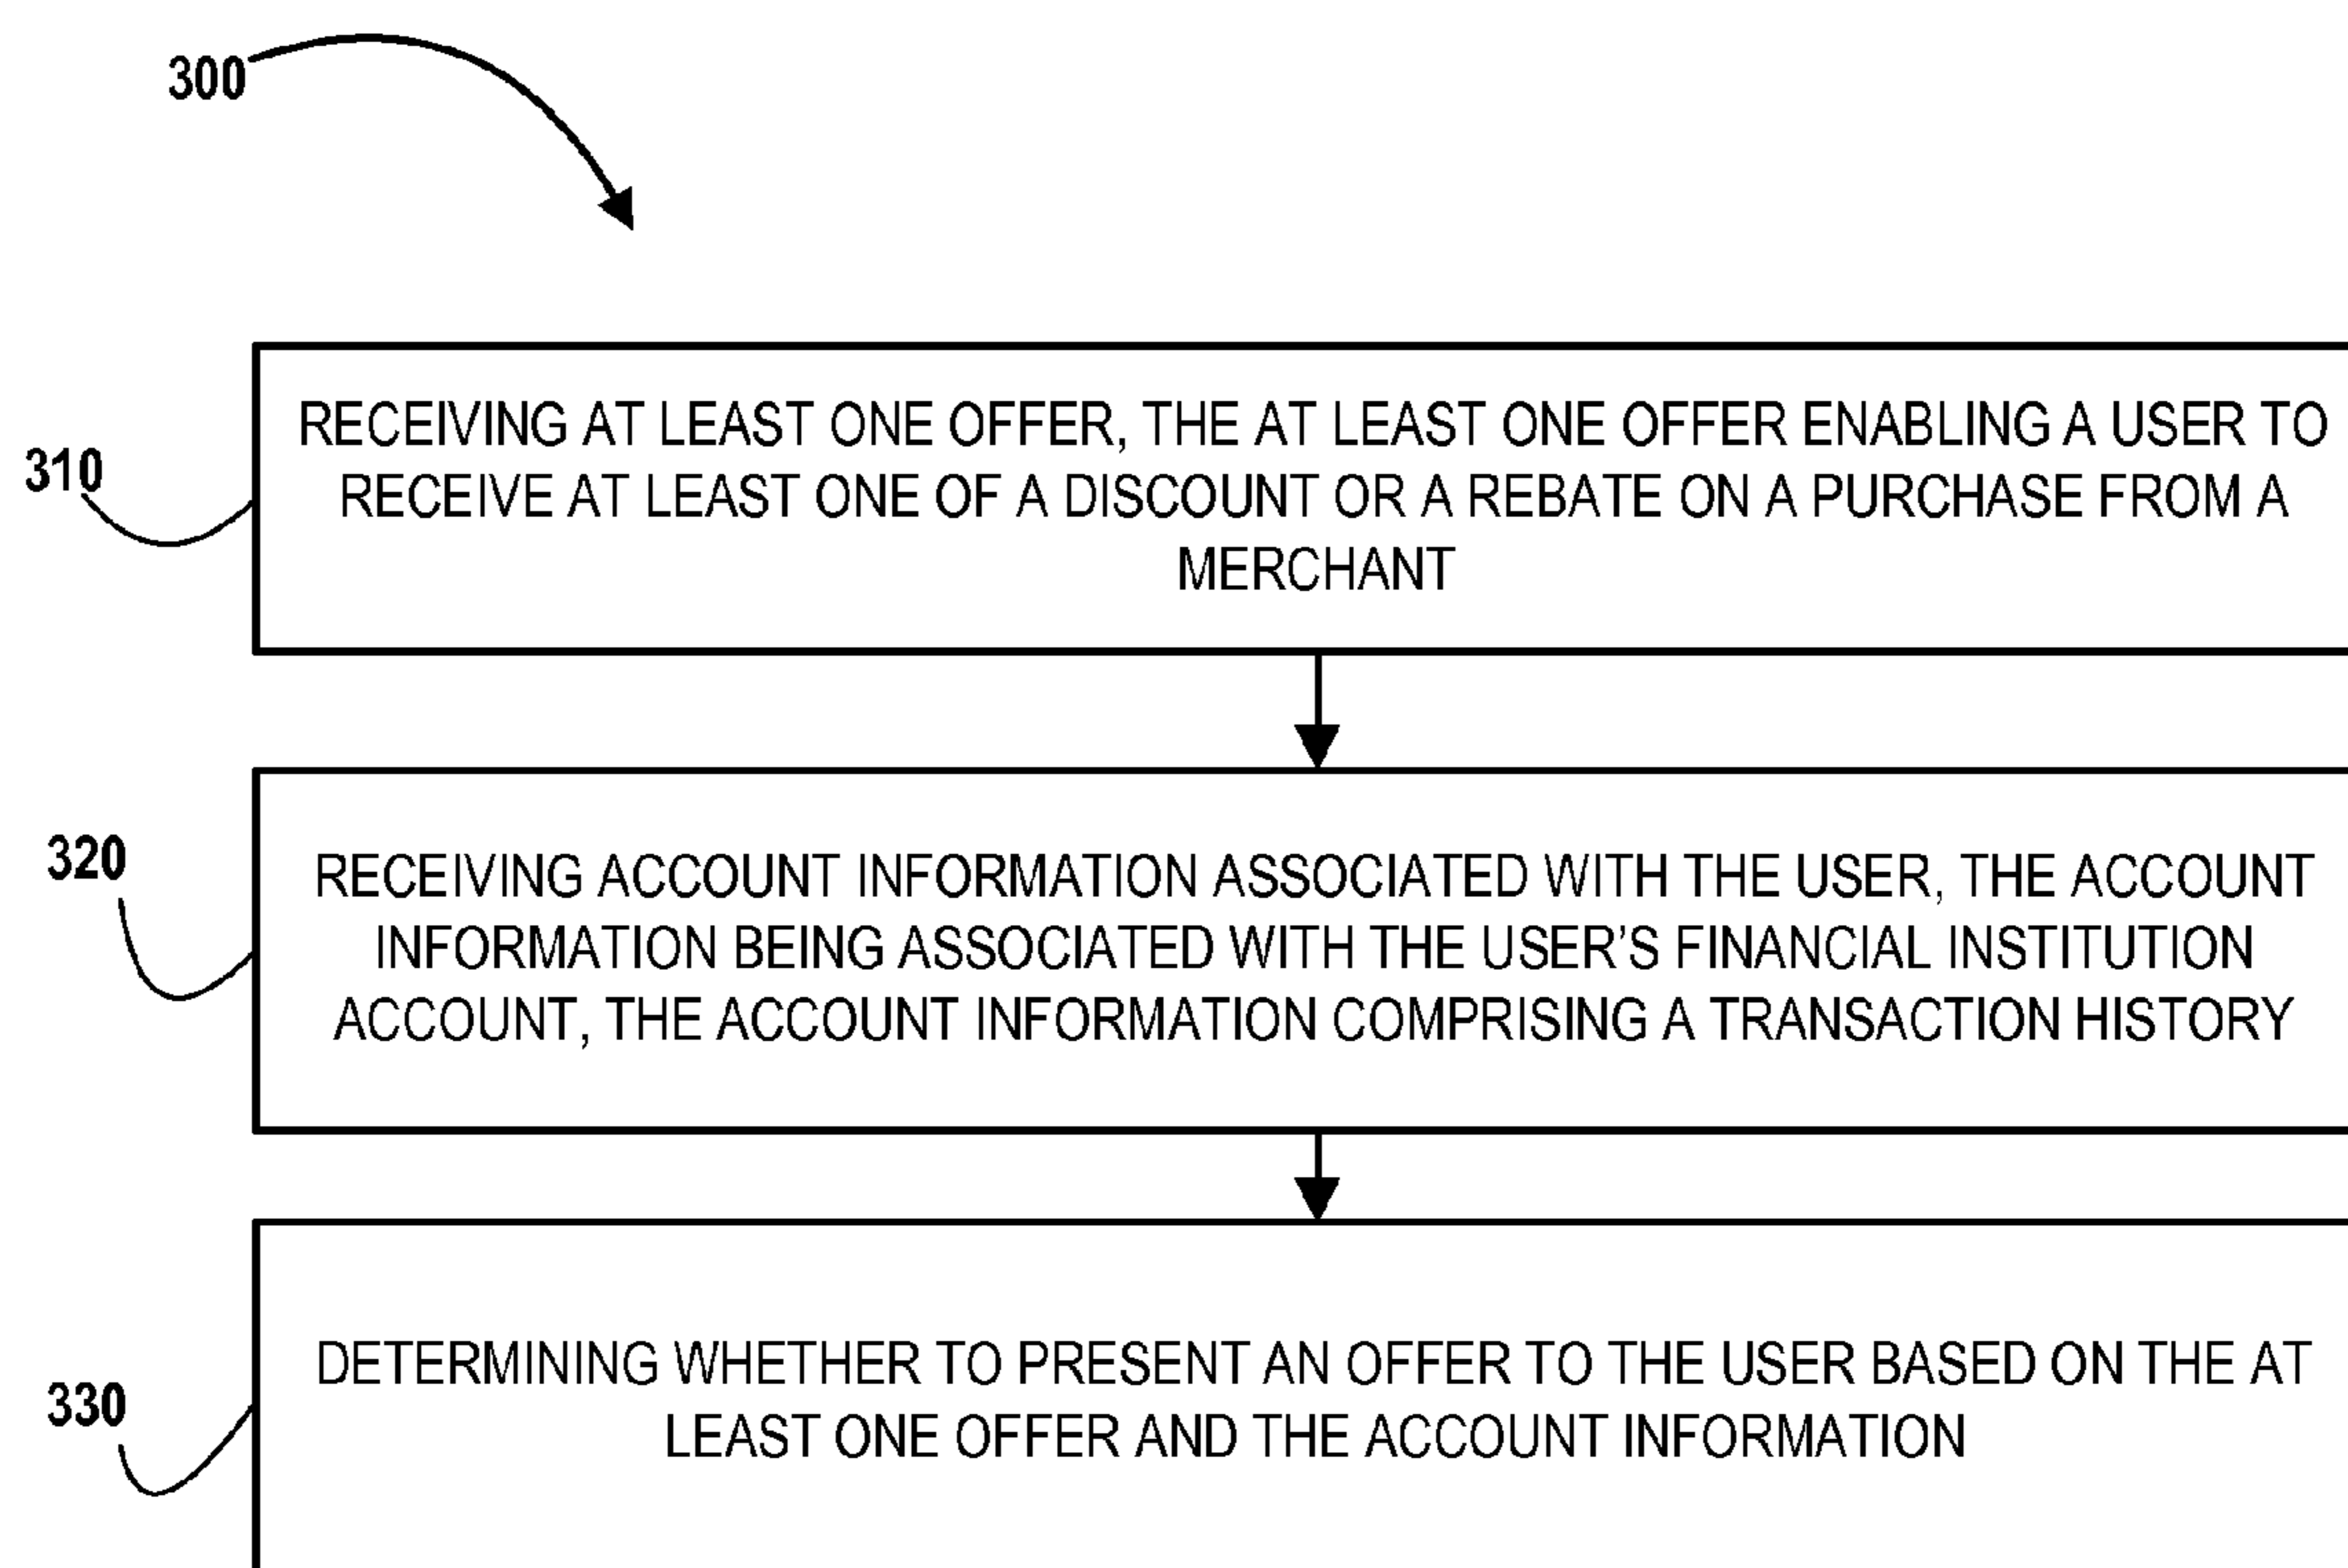 300
310
RECEIVING AT LEAST ONE OFFER, THE AT LEAST ONE OFFER ENABLING A USER TO
RECEIVE AT LEAST ONE OF A DISCOUNT OR A REBATE ON A PURCHASE FROM A
MERCHANT
320
RECEIVING ACCOUNT INFORMATION ASSOCIATED WITH THE USER, THE ACCOUNT
INFORMATION BEING ASSOCIATED WITH THE USER'S FINANCIAL INSTITUTION
ACCOUNT, THE ACCOUNT INFORMATION COMPRISING A TRANSACTION HISTORY
330
DETERMINING WHETHER TO PRESENT AN OFFER TO THE USER BASED ON THE AT
LEAST ONE OFFER AND THE ACCOUNT INFORMATION